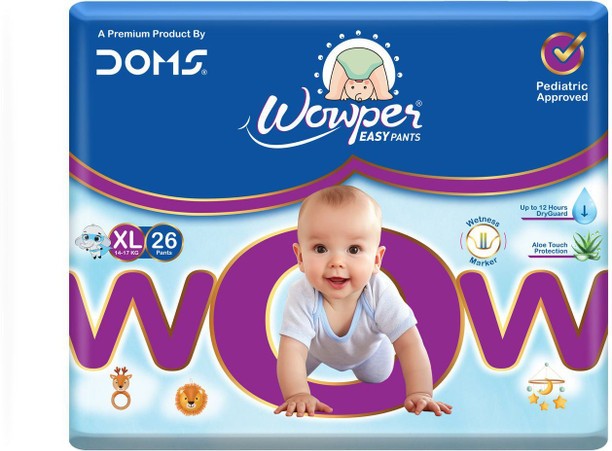 A Premium Product By
DOMS®
Wowper®
EASY PANTS
Pediatric
Approved
XL
14-17 KG
26
Pants
Wetness
Marker
Up to 12 Hours
DryGuard
Aloe Touch
Protection
WOW